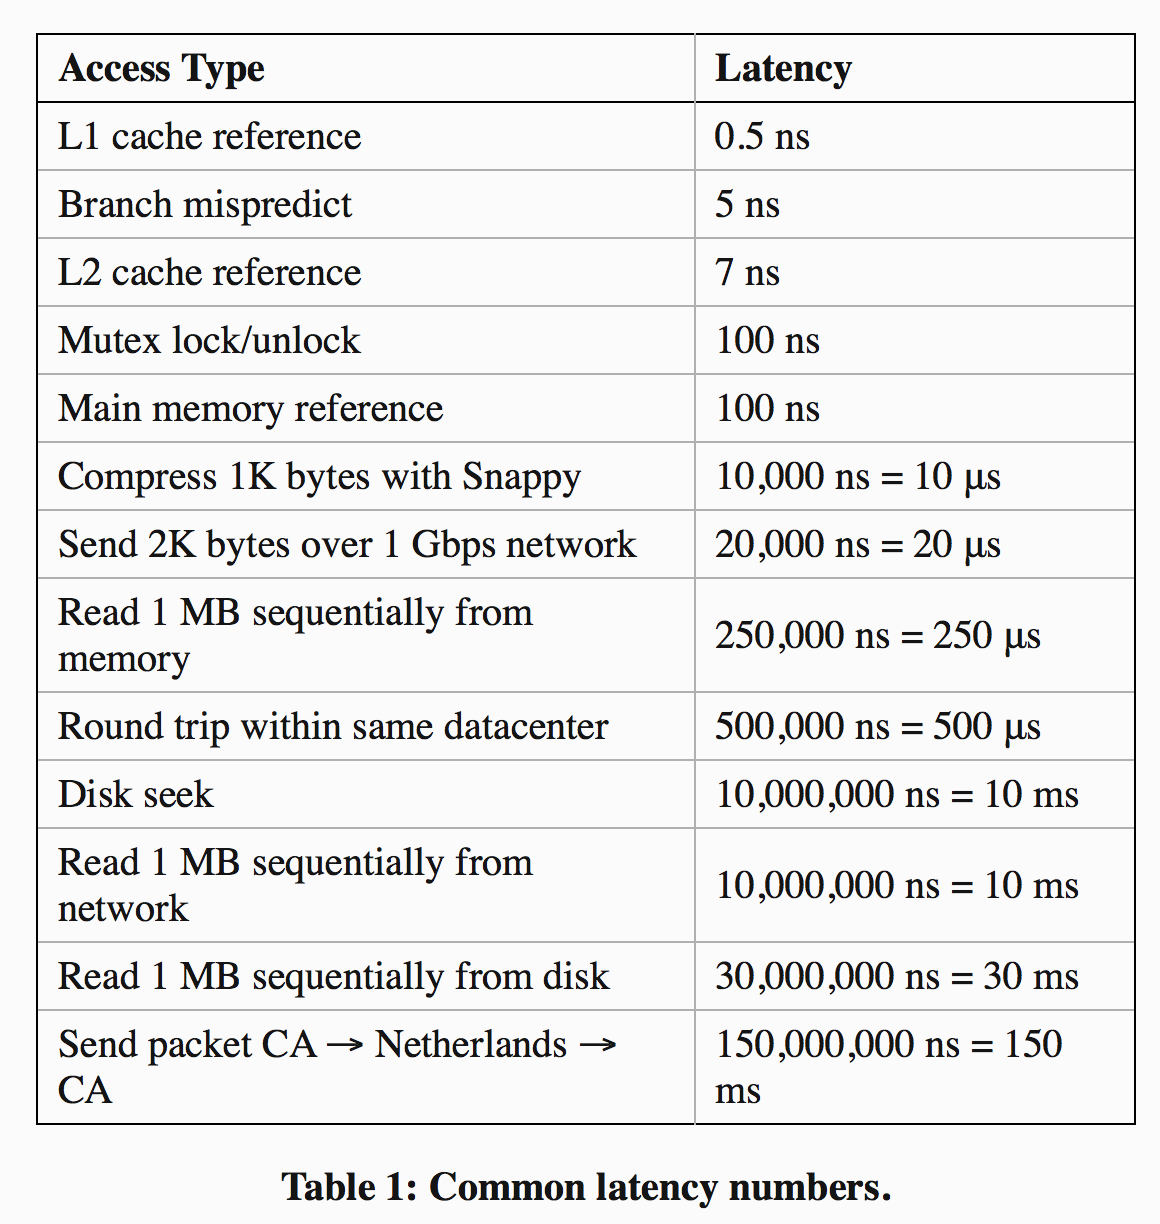 Access Type Latency
L1 cache reference 0.5 ns
Branch mispredict 5 ns
L2 cache reference 7 ns
Mutex lock/unlock 100 ns
Main memory reference 100 ns
Compress 1K bytes with Snappy 10,000 ns = 10 μs
Send 2K bytes over 1 Gbps network 20,000 ns = 20 μs
Read 1 MB sequentially from
memory 250,000 ns = 250 μs
Round trip within same datacenter 500,000 ns = 500 μs
Disk seek 10,000,000 ns = 10 ms
Read 1 MB sequentially from
network 10,000,000 ns = 10 ms
Read 1 MB sequentially from disk 30,000,000 ns = 30 ms
Send packet CA → Netherlands → 150,000,000 ns = 150
CA ms
Table 1: Common latency numbers.